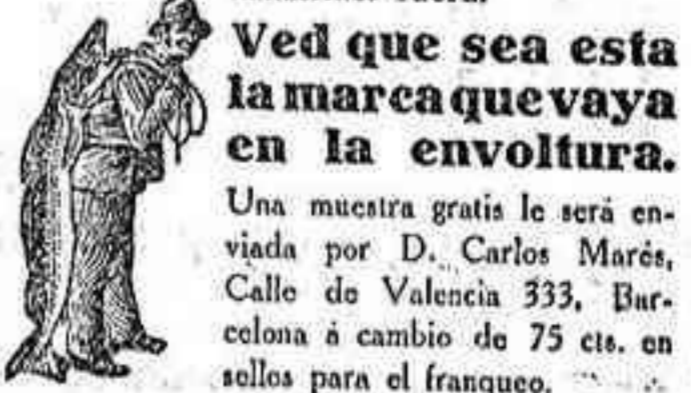 Ved que sea esta
la marca que vaya
en la envoltura.
Una muestra gratis le será en-
viada por D. Carlos Marés,
Calle de Valencia 333, Bar-
celona á cambio de 75 cts. en
sellos para el franqueo.